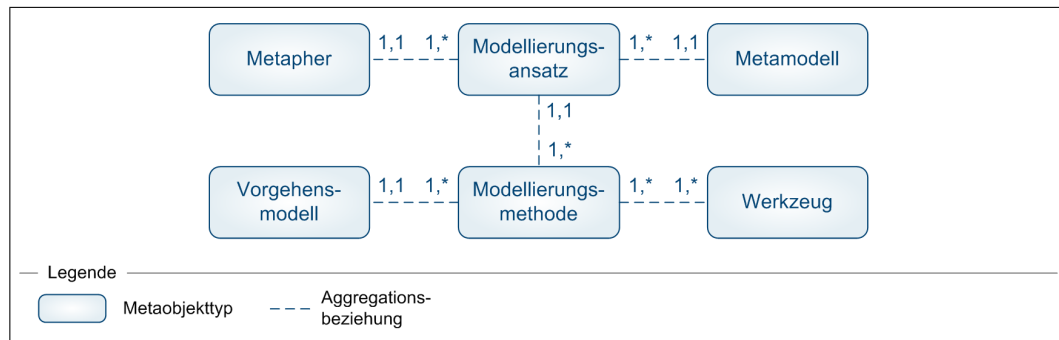 Metapher
1,1 1,*
Modellierungs-
ansatz
1,* 1,1
Metamodell
1,1
1,*
Vorgehens-
modell
1,1 1,*
Modellierungs-
methode
1,* 1,*
Werkzeug
Legende
Metaobjekttyp
Aggregations-
beziehung